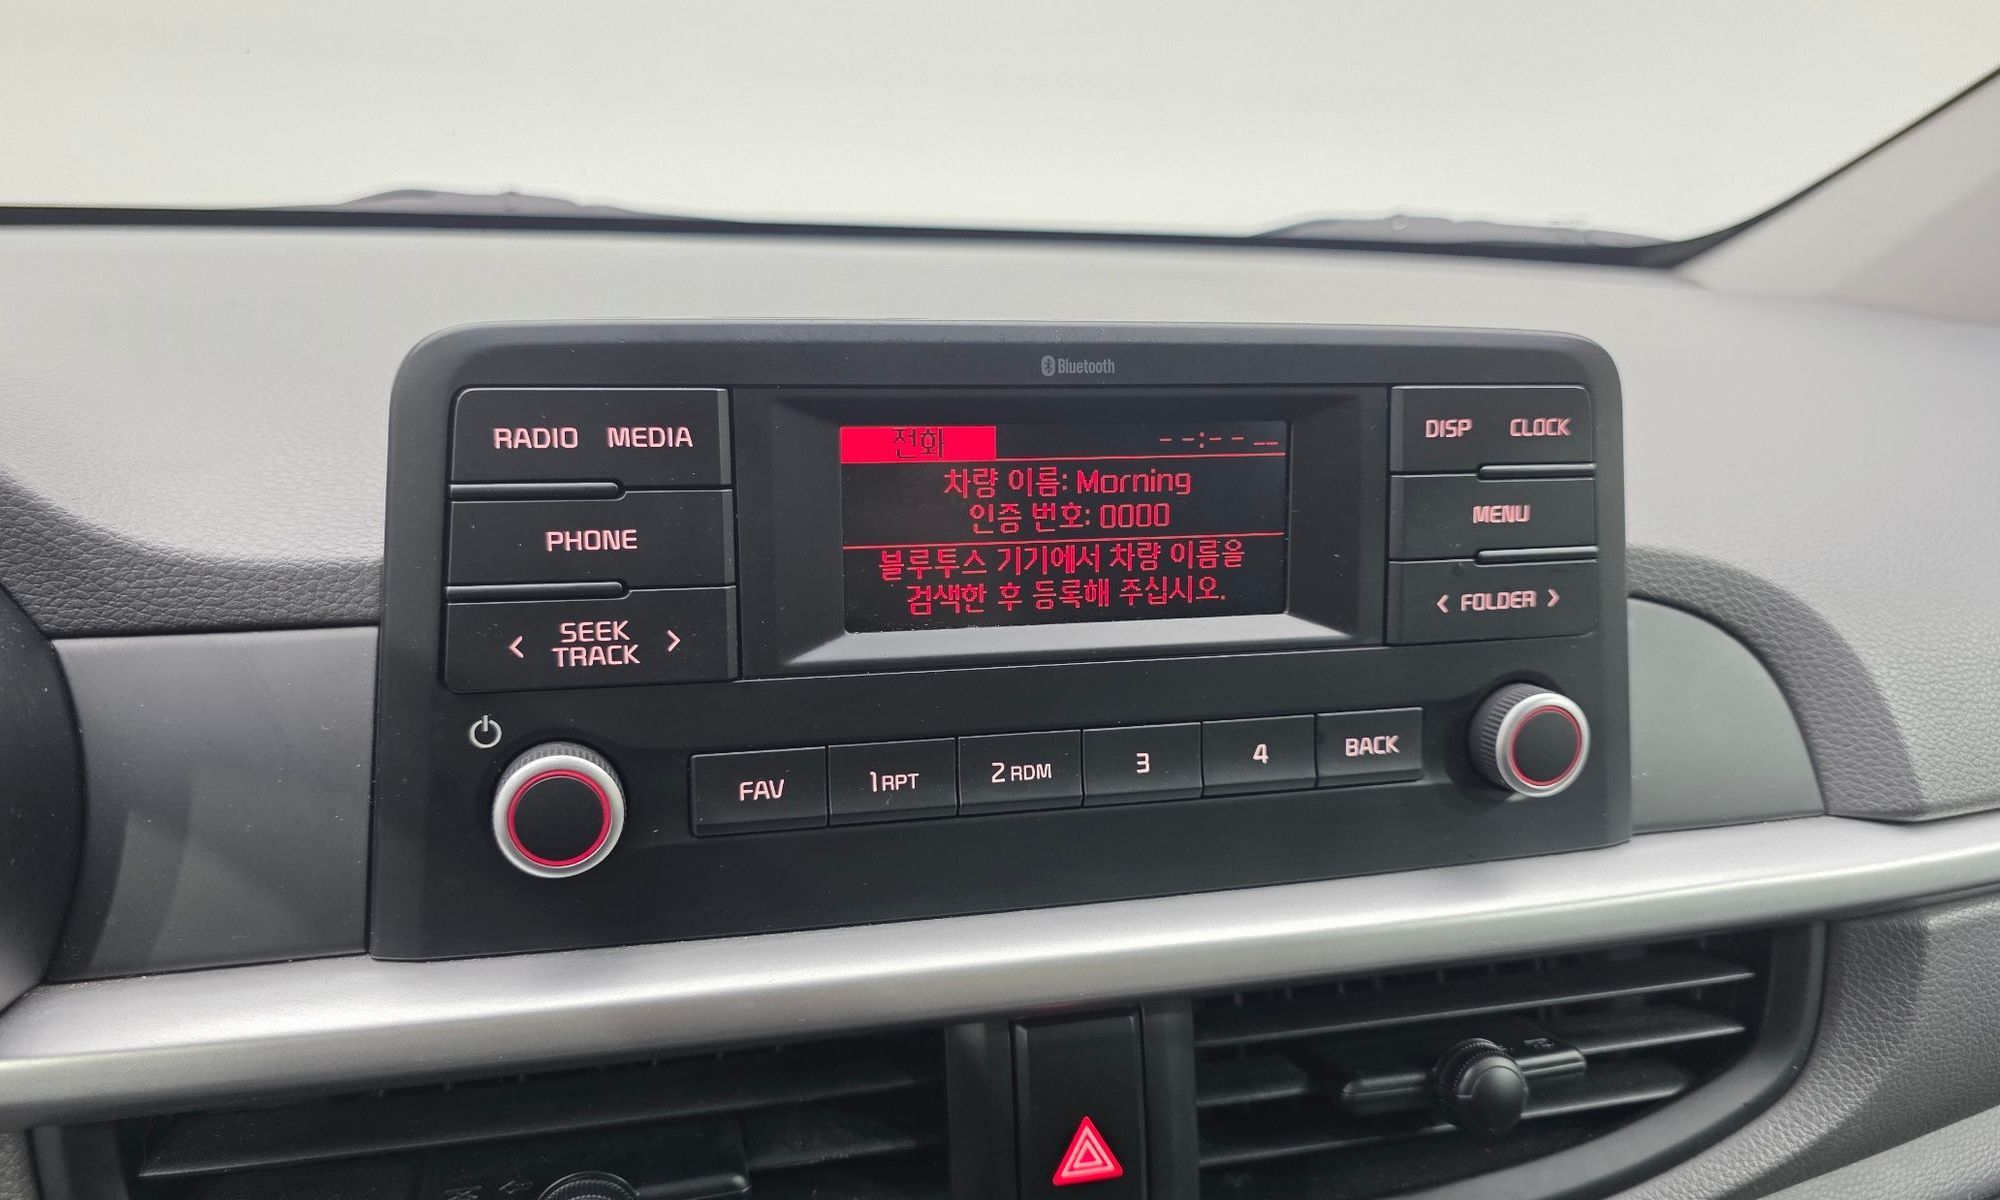 Bluetooth
RADIO MEDIA
PHONE
< SEEK TRACK >
전화 --:-- --
차량 이름: Morning
인증 번호: 0000
블루투스 기기에서 차량 이름을
검색한 후 등록해 주십시오.
DISP CLOCK
MENU
< FOLDER >
FAV 1 RPT 2 RDM 3 4 BACK